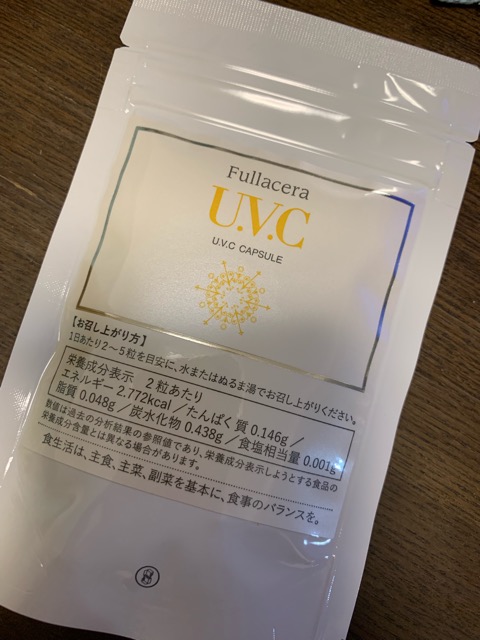 Fullacera
U.V.C
U.V.C CAPSULE
【お召し上がり方】
1日あたり2〜5粒を目安に、水またはぬるま湯でお召し上がりください。
栄養成分表示 2粒あたり
エネルギー 2.772kcal／たんぱく質 0.146g／
脂質 0.048g／炭水化物 0.438g／食塩相当量 0.001g
数値は過去の分析結果の参照値であり、栄養成分表示しようとする食品の
栄養成分含量とは異なる場合があります。
食生活は、主食、主菜、副菜を基本に、食事のバランスを。